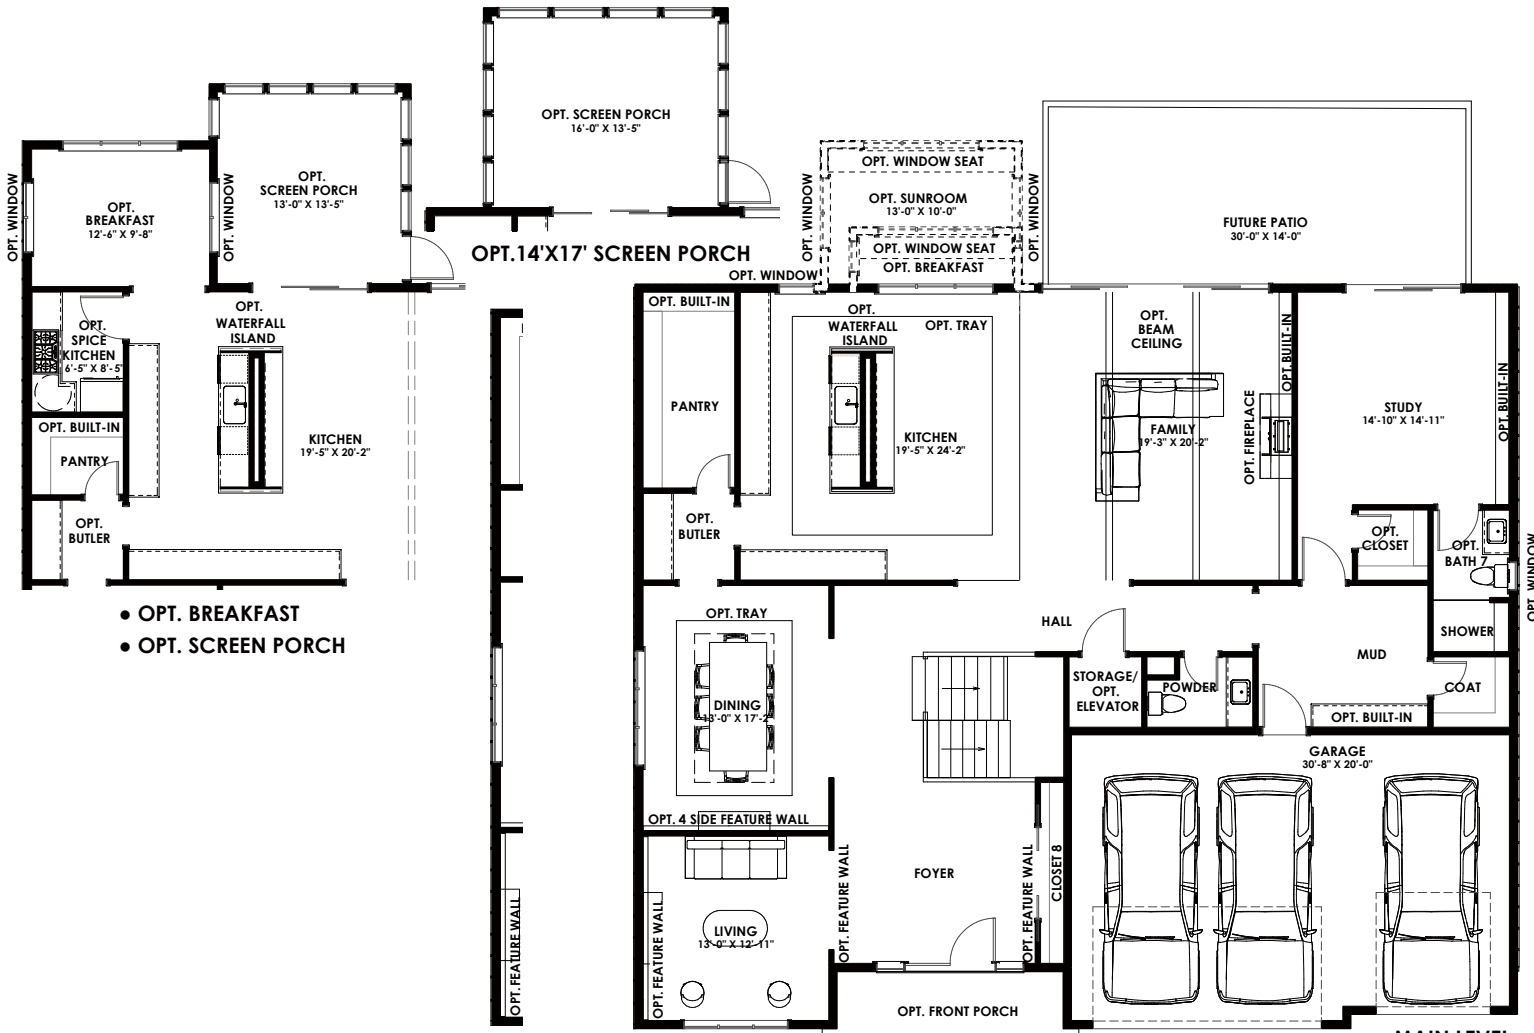 OPT. SCREEN PORCH
16'-0" X 13'-5"
OPT.14'X17' SCREEN PORCH
OPT.
SCREEN PORCH
13'-0" X 13'-5"
OPT.
BREAKFAST
12'-6" X 9'-8"
OPT. WINDOW
OPT. WINDOW
OPT.
SPICE
KITCHEN
6'-5" X 8'-5"
OPT.
WATERFALL
ISLAND
OPT. BUILT-IN
PANTRY
KITCHEN
19'-5" X 20'-2"
OPT.
BUTLER
● OPT. BREAKFAST
● OPT. SCREEN PORCH
OPT. FEATURE WALL
OPT. WINDOW SEAT
OPT. SUNROOM
13'-0" X 10'-0"
OPT. WINDOW
OPT. WINDOW
OPT. WINDOW SEAT
OPT. BREAKFAST
OPT. WINDOW
FUTURE PATIO
30'-0" X 14'-0"
OPT. BUILT-IN
PANTRY
OPT.
WATERFALL
ISLAND
OPT. TRAY
KITCHEN
19'-5" X 24'-2"
OPT.
BEAM
CEILING
OPT. BUILT-IN
FAMILY
19'-3" X 20'-2"
OPT. FIREPLACE
STUDY
14'-10" X 14'-11"
OPT. BUILT-IN
OPT.
BUTLER
OPT.
CLOSET
OPT.
BATH 7
OPT. WINDOW
SHOWER
OPT. TRAY
HALL
MUD
STORAGE/
OPT.
ELEVATOR
POWDER
COAT
OPT. BUILT-IN
DINING
13'-0" X 17'-2"
GARAGE
30'-8" X 20'-0"
OPT. 4 SIDE FEATURE WALL
OPT. FEATURE WALL
LIVING
13'-0" X 12'-11"
OPT. FEATURE WALL
FOYER
OPT. FEATURE WALL
CLOSET 8
OPT. FRONT PORCH
MAIN LEVEL